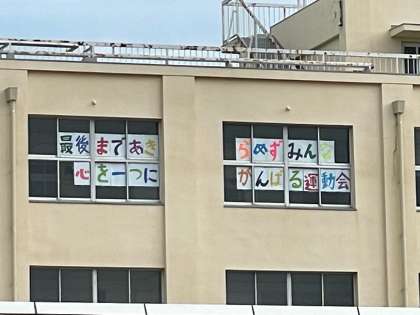 最後まであきらめずみんな
心を一つにがんばる運動会